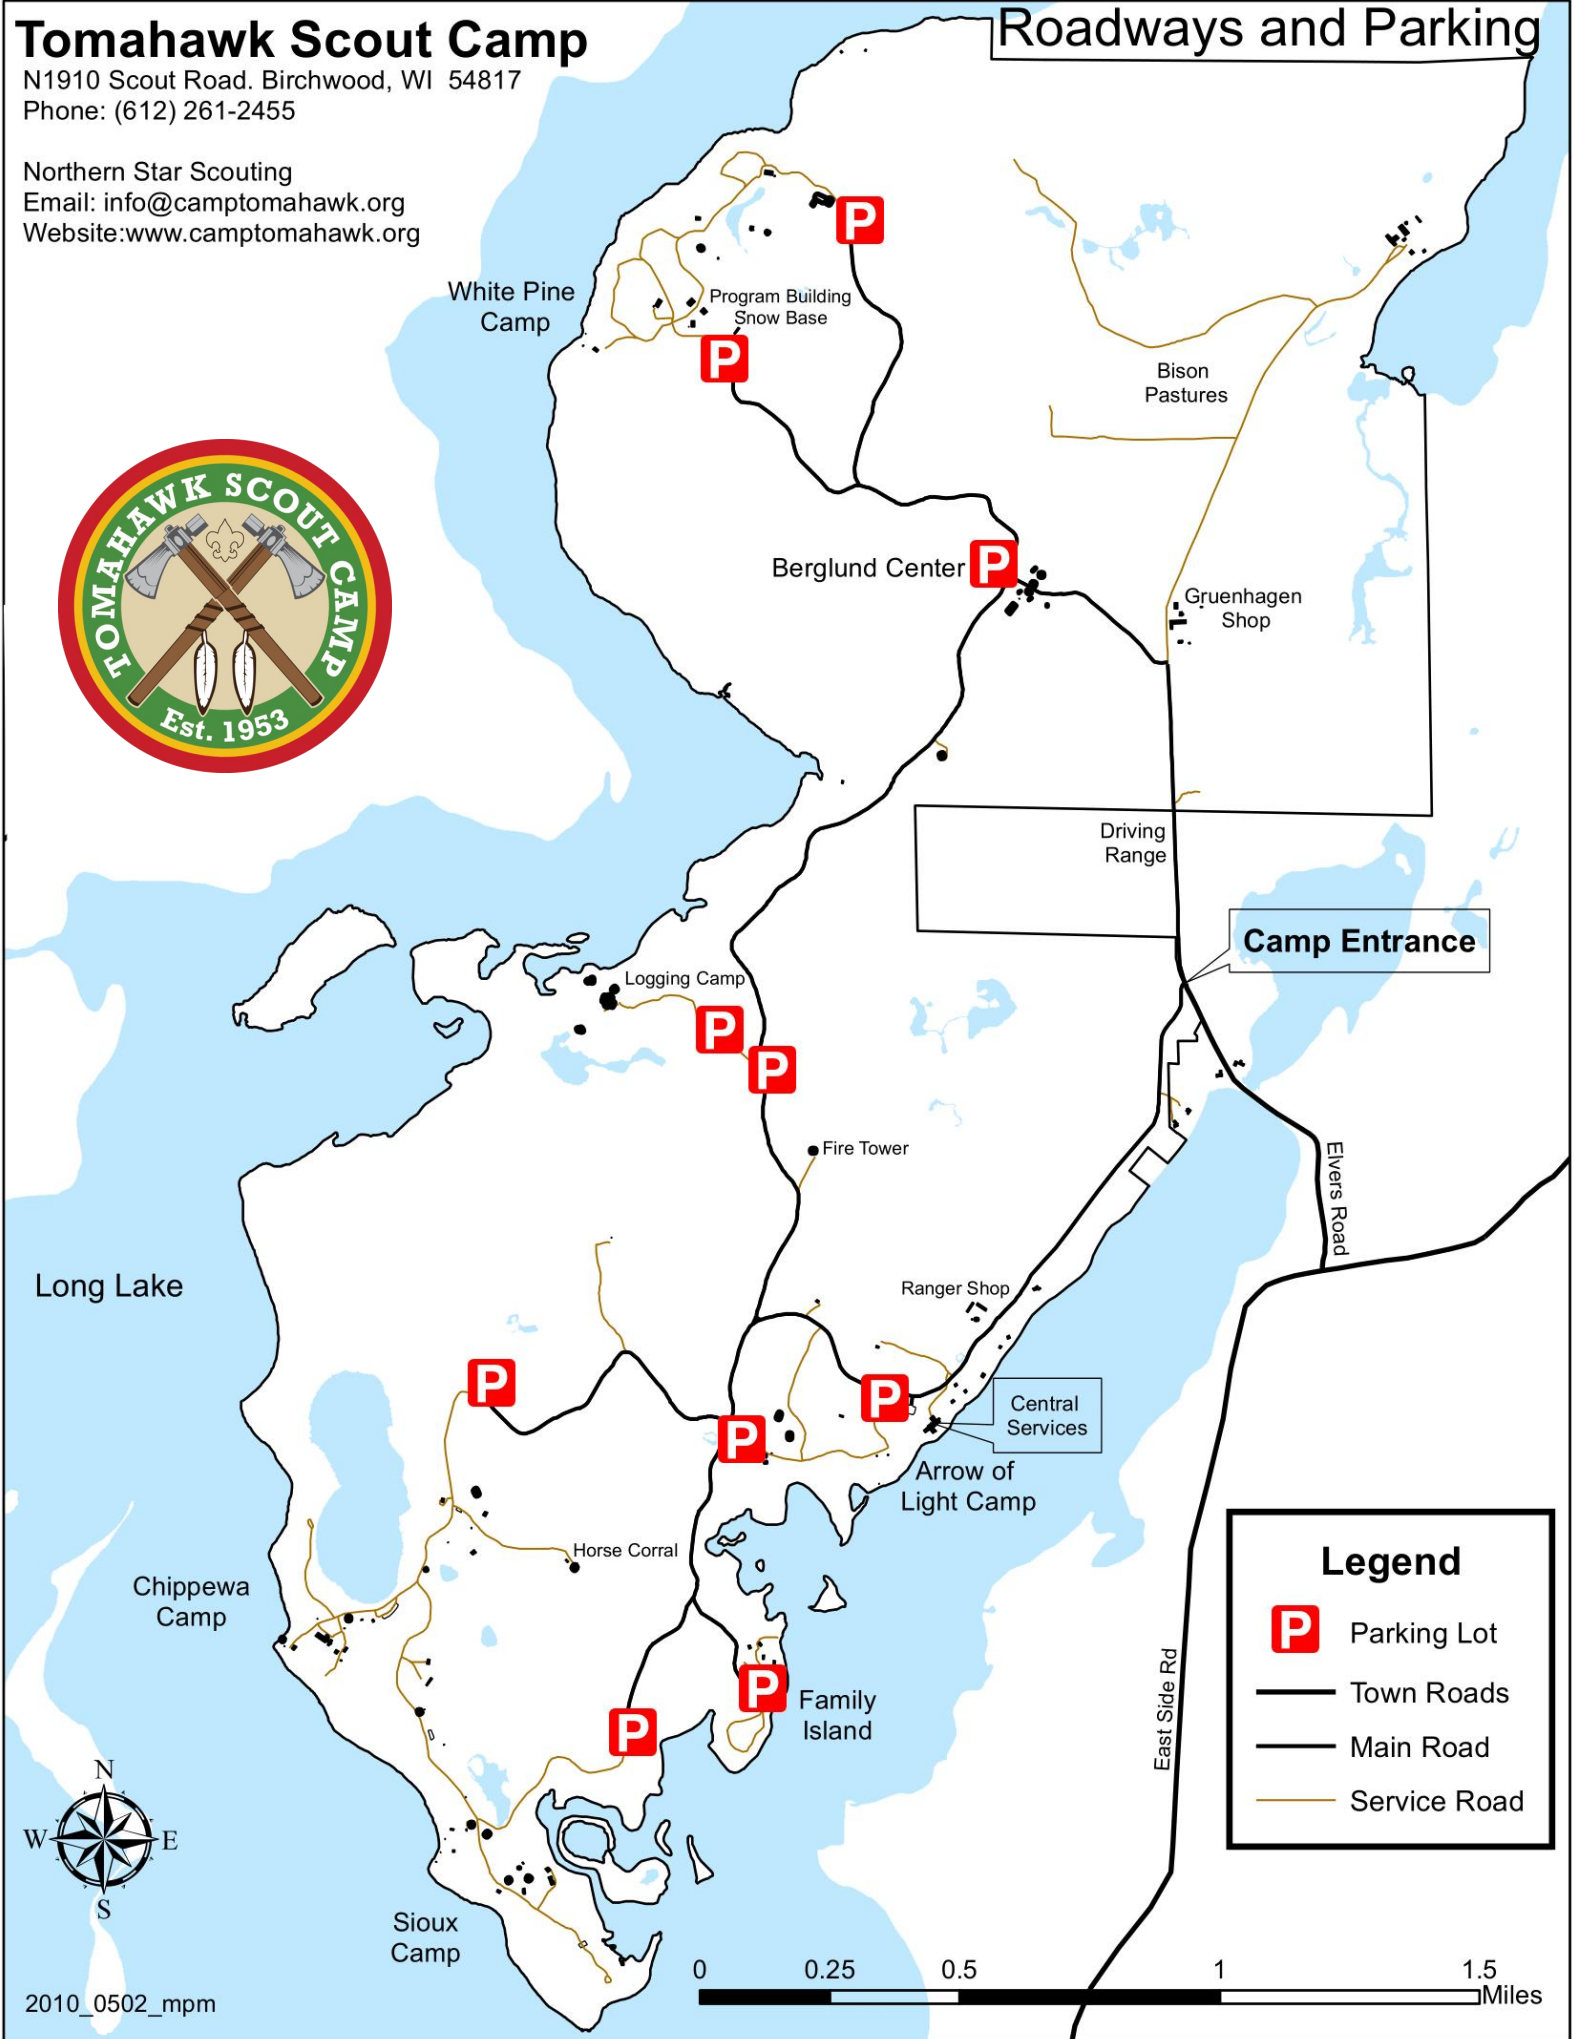 Tomahawk Scout Camp
N1910 Scout Road. Birchwood, WI  54817
Phone: (612) 261-2455
Northern Star Scouting
Email: info@camptomahawk.org
Website:www.camptomahawk.org
Roadways and Parking
P
White Pine
Camp
Program Building
Snow Base
P
Bison
Pastures
TOMAHAWK SCOUT CAMP
Est. 1953
Berglund Center
P
Gruenhagen
Shop
Driving
Range
Camp Entrance
Logging Camp
P
P
Fire Tower
Elvers Road
Long Lake
Ranger Shop
P
P
P
Central
Services
Arrow of
Light Camp
Horse Corral
Chippewa
Camp
P
Family
Island
P
East Side Rd
Legend
P
Parking Lot
Town Roads
Main Road
Service Road
N
W
E
S
Sioux
Camp
0
0.25
0.5
1
1.5
Miles
2010_0502_mpm